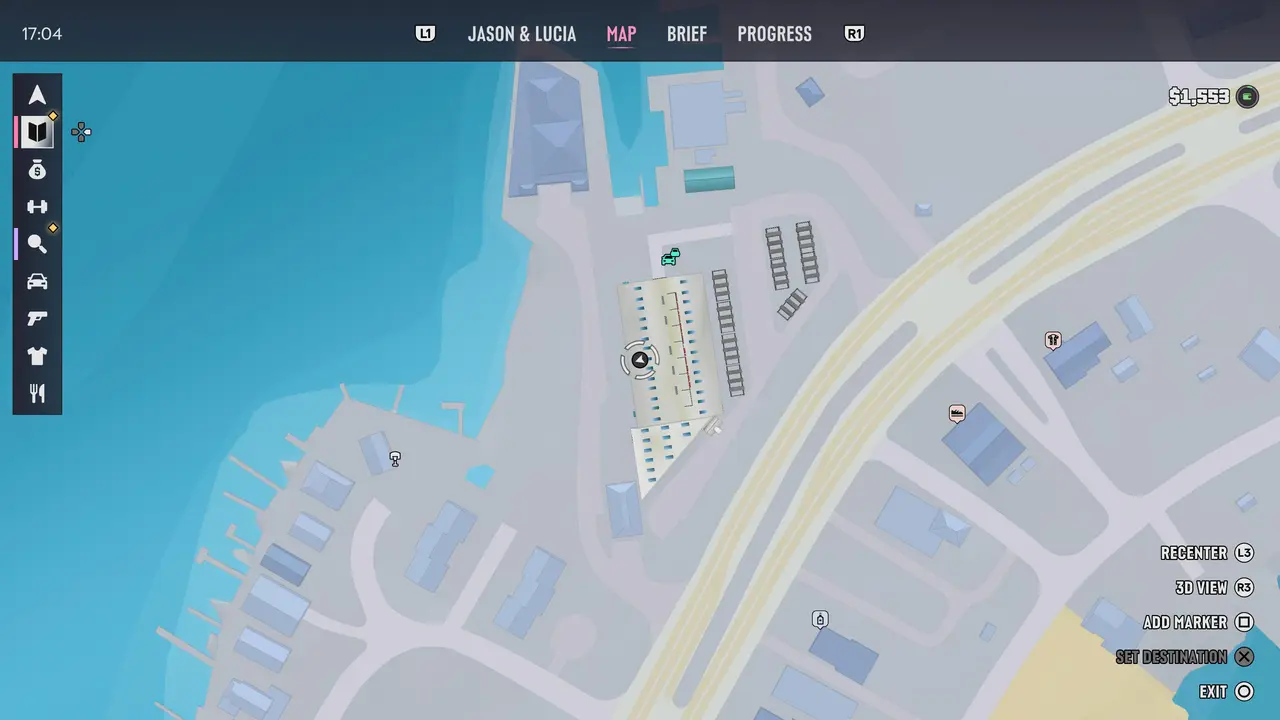 17:04
L1 JASON & LUCIA MAP BRIEF PROGRESS R1
$1,553
RECENTER L3
3D VIEW R3
ADD MARKER
SET DESTINATION
EXIT